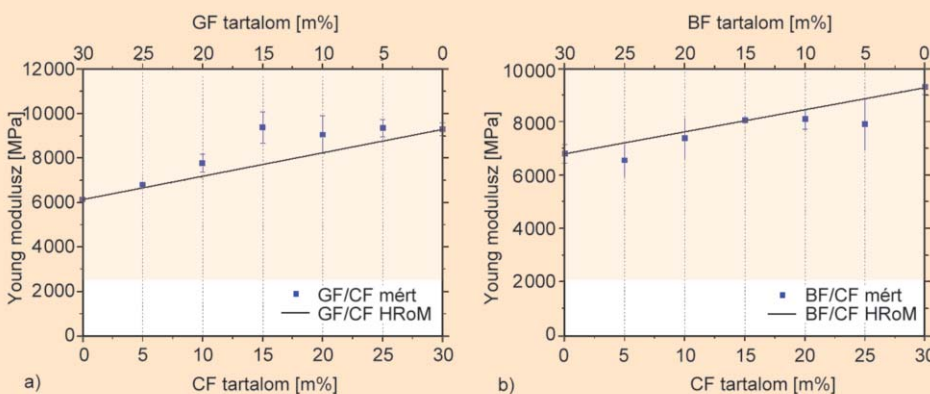 GF tartalom [m%]
30 25 20 15 10 5 0
12000
10000
8000
6000
4000
2000
0
Young modulusz [MPa]
GF/CF mért
GF/CF HRoM
0 5 10 15 20 25 30
CF tartalom [m%]
a)
BF tartalom [m%]
30 25 20 15 10 5 0
10000
8000
6000
4000
2000
0
Young modulusz [MPa]
BF/CF mért
BF/CF HRoM
0 5 10 15 20 25 30
CF tartalom [m%]
b)